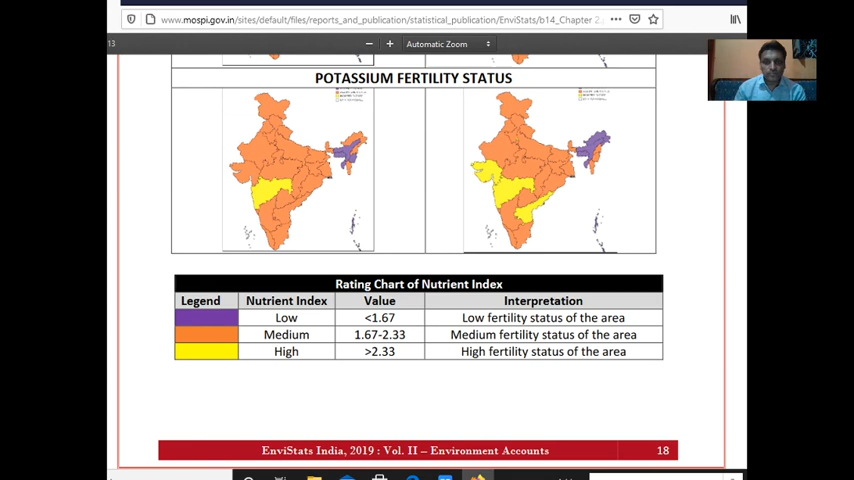 www.mospi.gov.in/sites/default/files/reports_and_publication/statistical_publication/EnviStats/b14_Chapter 2.
13
Automatic Zoom
POTASSIUM FERTILITY STATUS
Rating Chart of Nutrient Index
Legend Nutrient Index Value Interpretation
Low <1.67 Low fertility status of the area
Medium 1.67-2.33 Medium fertility status of the area
High >2.33 High fertility status of the area
EnviStats India, 2019 : Vol. II – Environment Accounts 18